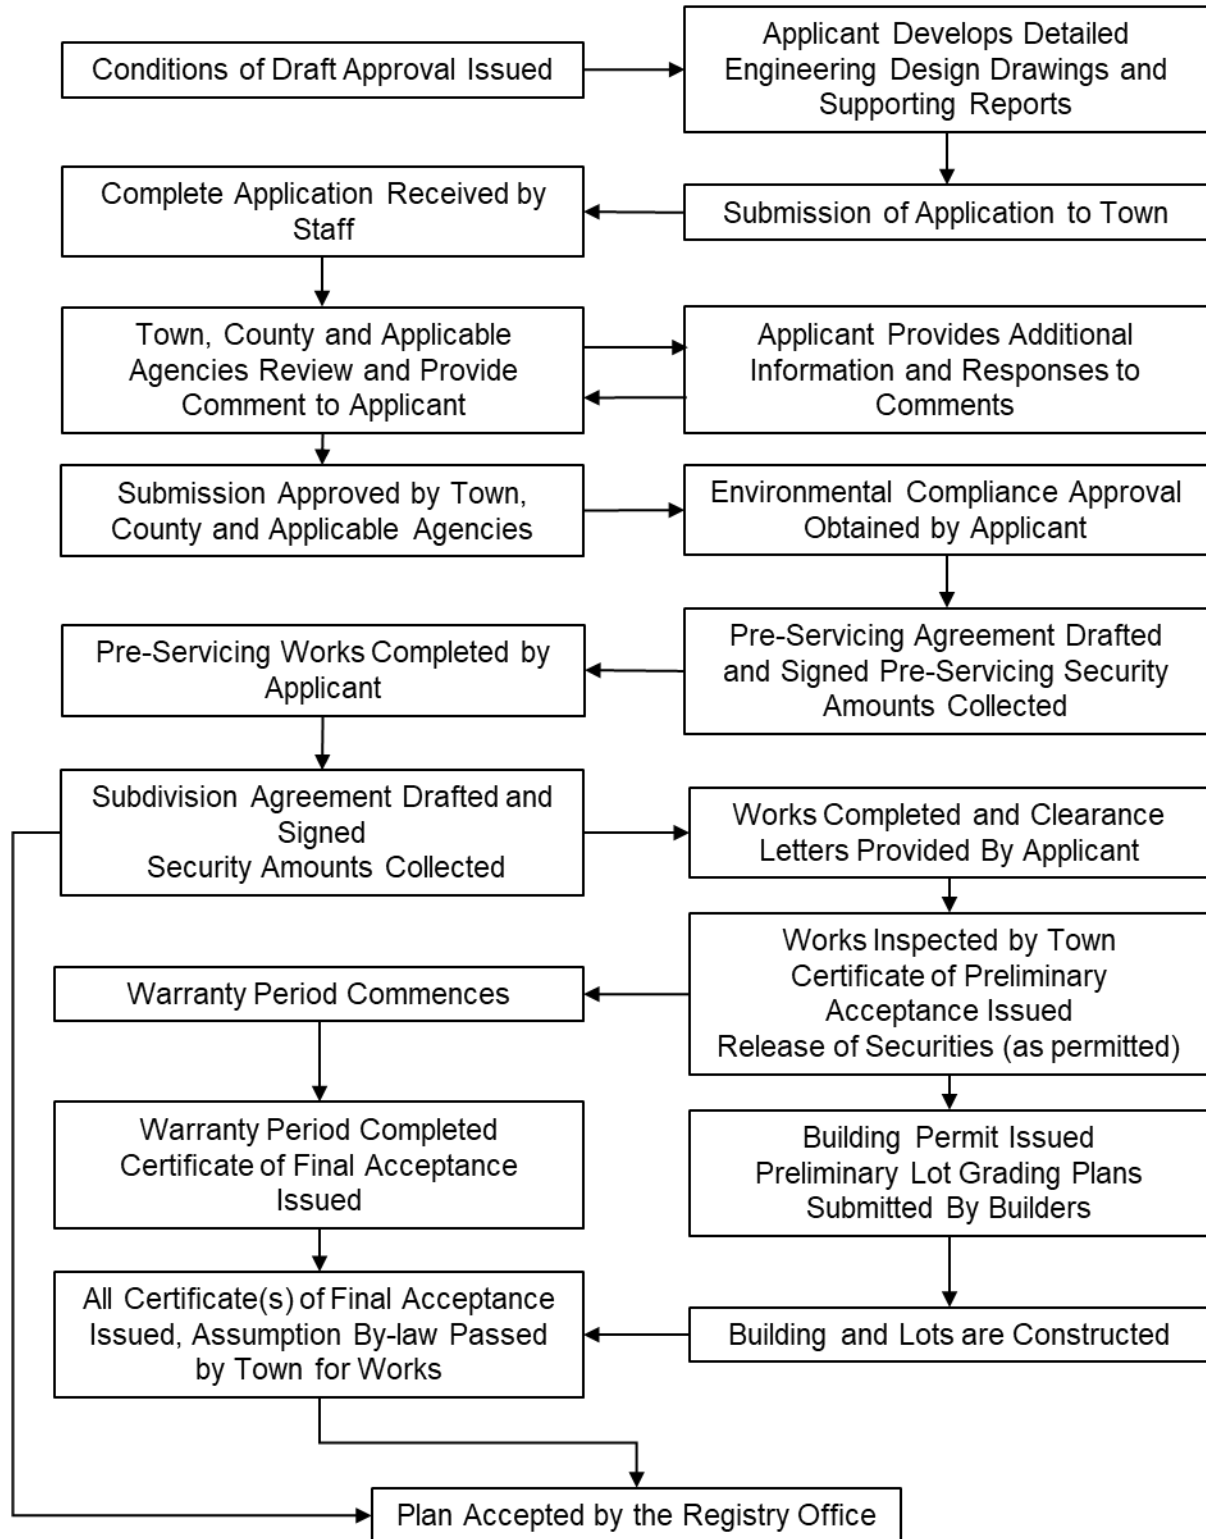 Conditions of Draft Approval Issued
Applicant Develops Detailed
Engineering Design Drawings and
Supporting Reports
Submission of Application to Town
Complete Application Received by
Staff
Town, County and Applicable
Agencies Review and Provide
Comment to Applicant
Applicant Provides Additional
Information and Responses to
Comments
Submission Approved by Town,
County and Applicable Agencies
Environmental Compliance Approval
Obtained by Applicant
Pre-Servicing Agreement Drafted
and Signed Pre-Servicing Security
Amounts Collected
Pre-Servicing Works Completed by
Applicant
Subdivision Agreement Drafted and
Signed
Security Amounts Collected
Works Completed and Clearance
Letters Provided By Applicant
Works Inspected by Town
Certificate of Preliminary
Acceptance Issued
Release of Securities (as permitted)
Warranty Period Commences
Warranty Period Completed
Certificate of Final Acceptance
Issued
Building Permit Issued
Preliminary Lot Grading Plans
Submitted By Builders
Building and Lots are Constructed
All Certificate(s) of Final Acceptance
Issued, Assumption By-law Passed
by Town for Works
Plan Accepted by the Registry Office